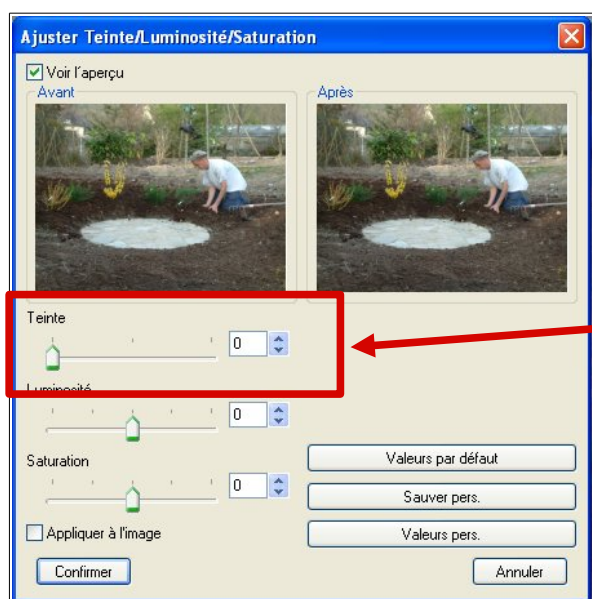 Ajuster Teinte/Luminosité/Saturation
Voir l'aperçu
Avant
Après
Teinte
0
Luminosité
0
Saturation
0
Valeurs par défaut
Sauver pers.
Appliquer à l'image
Valeurs pers.
Confirmer
Annuler